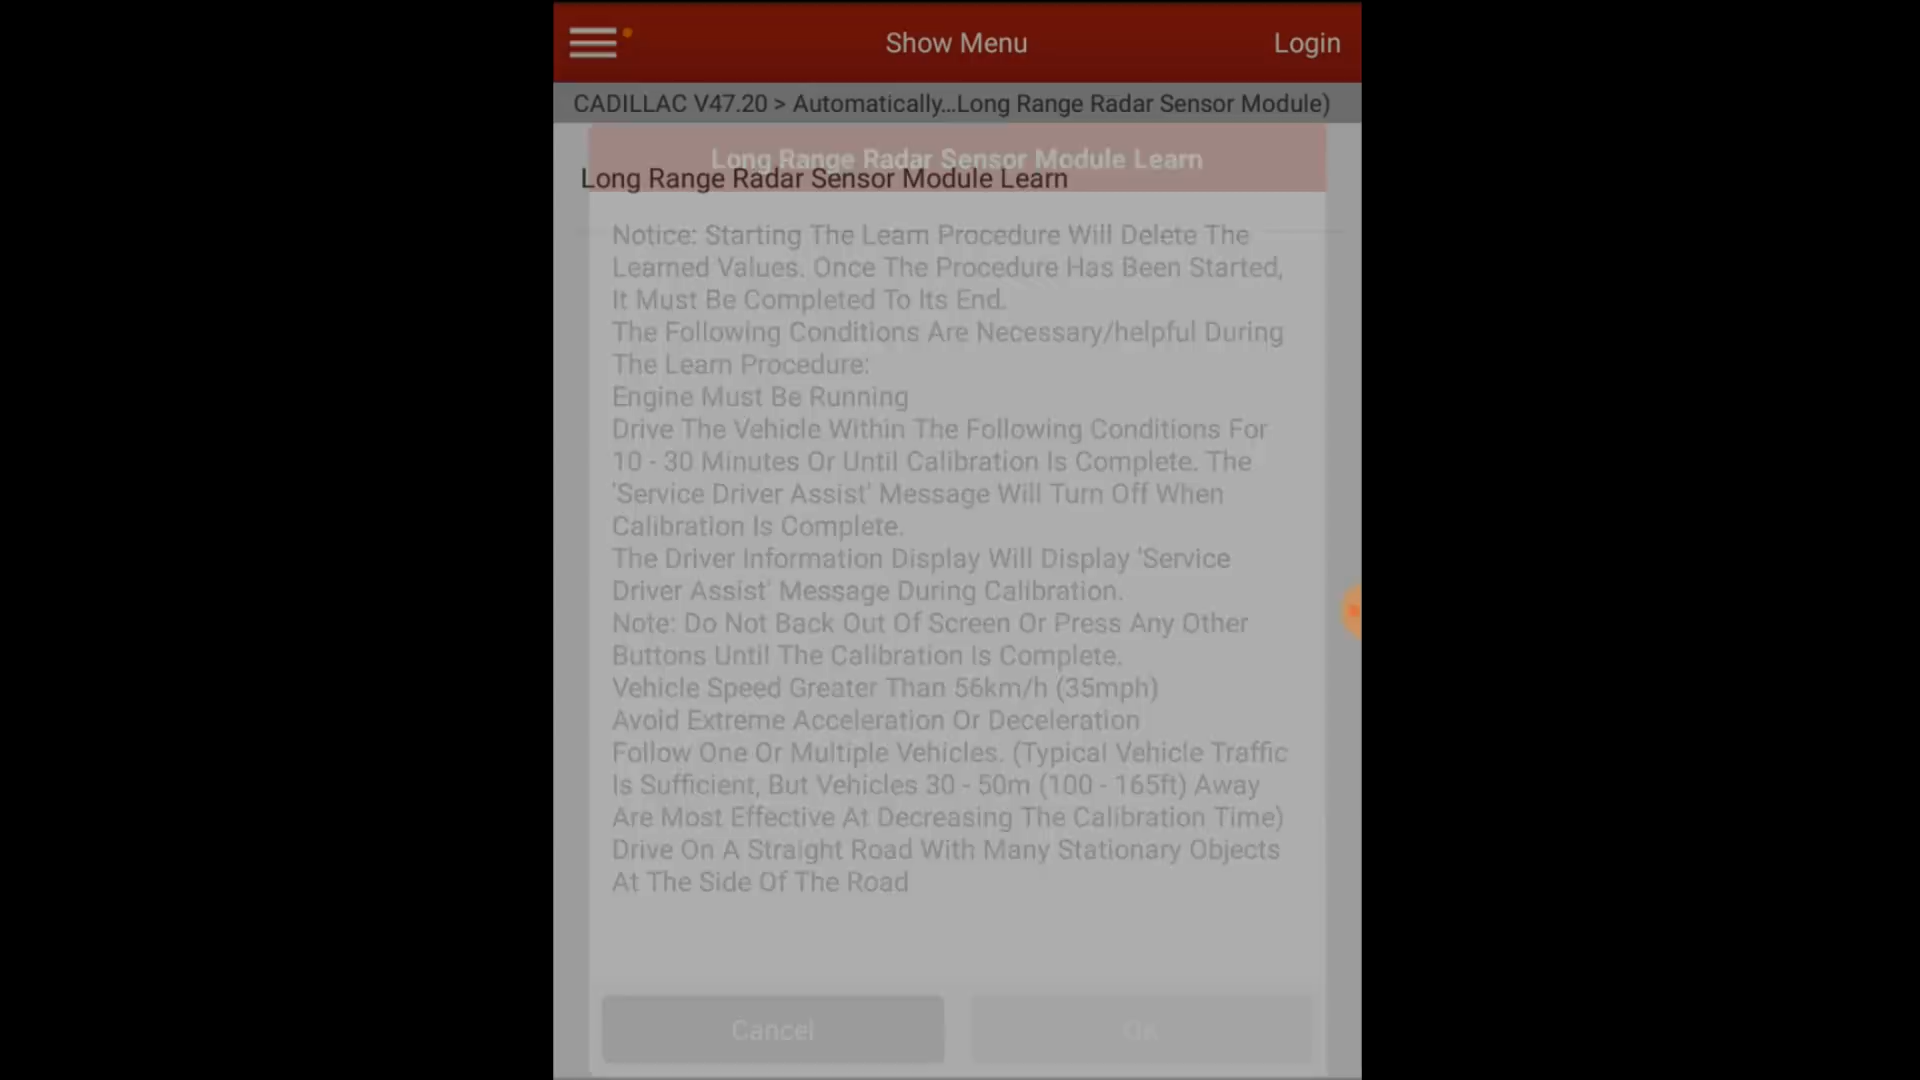 Show Menu
Login
CADILLAC V47.20 > Automatically...Long Range Radar Sensor Module)
Long Range Radar Sensor Module Learn
Long Range Radar Sensor Module Learn
Notice: Starting The Learn Procedure Will Delete The
Learned Values. Once The Procedure Has Been Started,
It Must Be Completed To Its End.
The Following Conditions Are Necessary/helpful During
The Learn Procedure:
Engine Must Be Running
Drive The Vehicle Within The Following Conditions For
10 - 30 Minutes Or Until Calibration Is Complete. The
'Service Driver Assist' Message Will Turn Off When
Calibration Is Complete.
The Driver Information Display Will Display 'Service
Driver Assist' Message During Calibration.
Note: Do Not Back Out Of Screen Or Press Any Other
Buttons Until The Calibration Is Complete.
Vehicle Speed Greater Than 56km/h (35mph)
Avoid Extreme Acceleration Or Deceleration
Follow One Or Multiple Vehicles. (Typical Vehicle Traffic
Is Sufficient, But Vehicles 30 - 50m (100 - 165ft) Away
Are Most Effective At Decreasing The Calibration Time)
Drive On A Straight Road With Many Stationary Objects
At The Side Of The Road
Cancel
OK